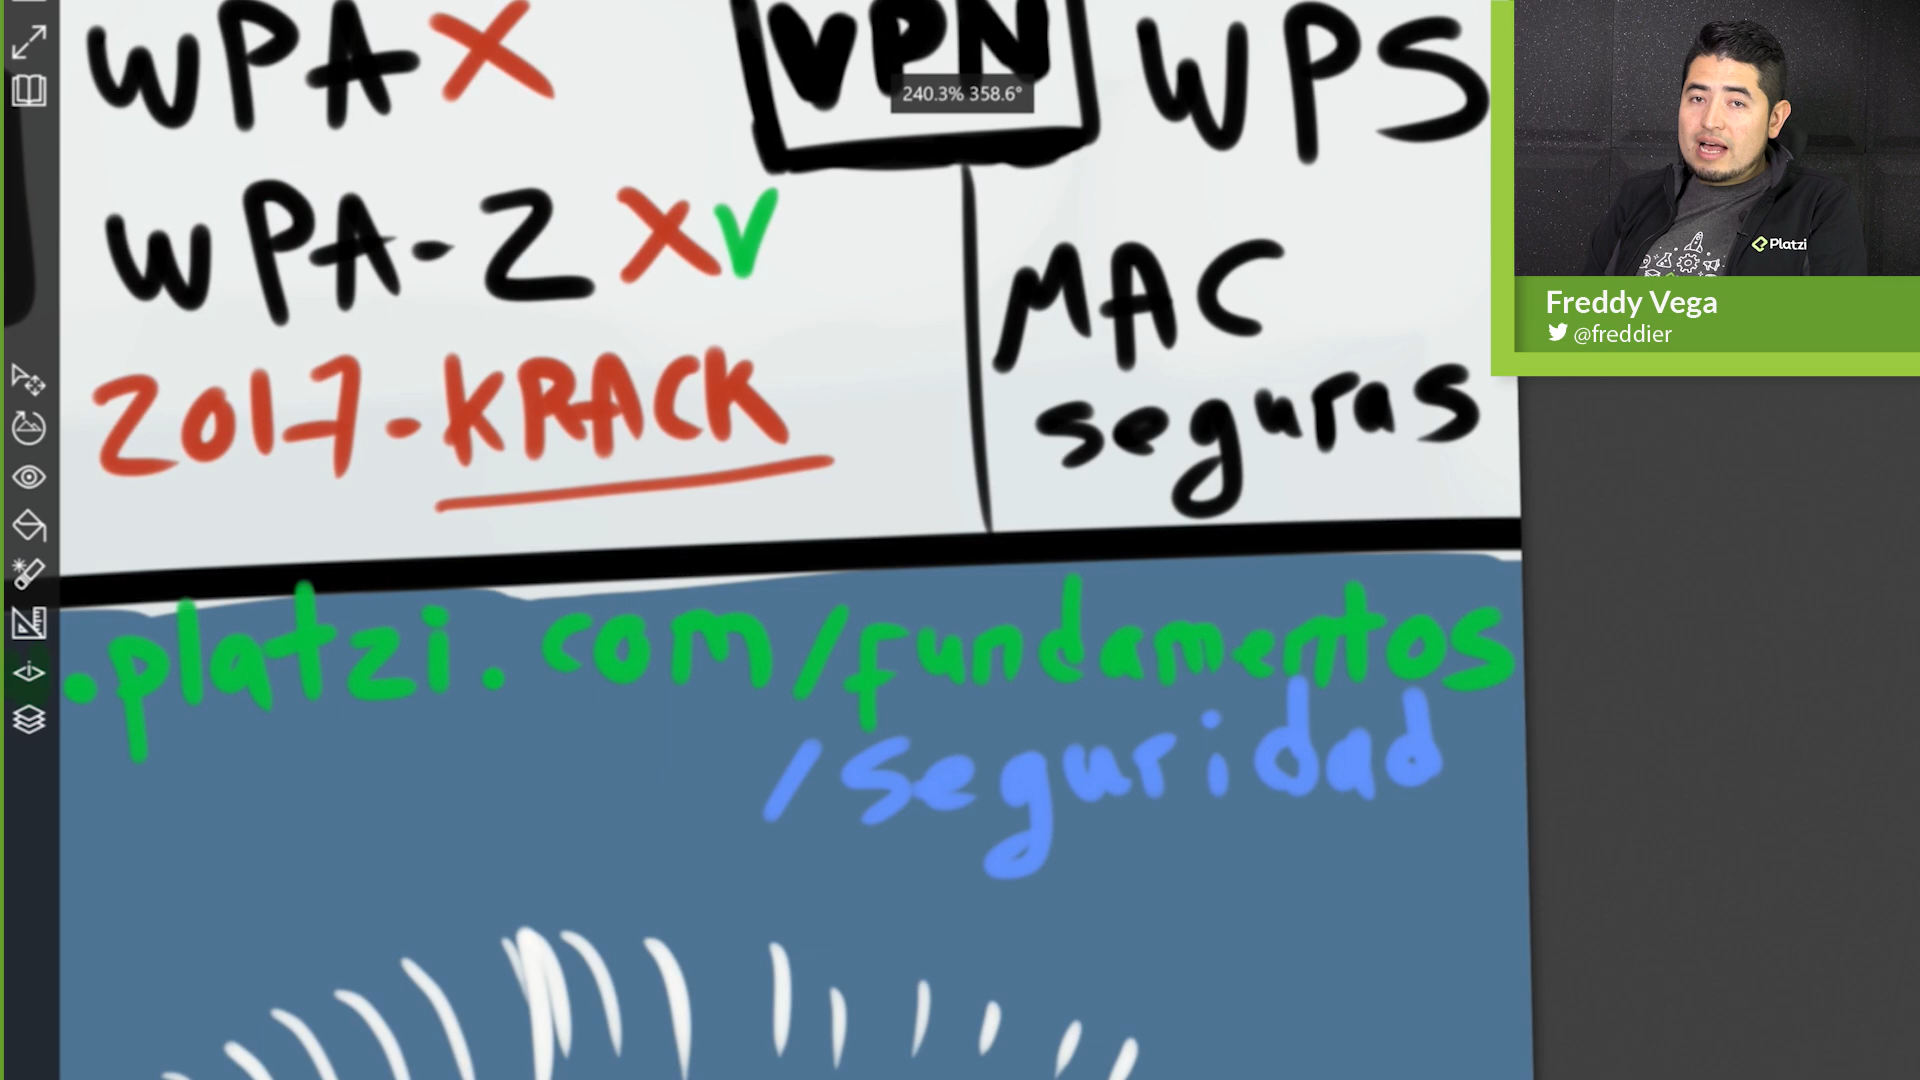 WPA X
VPN
240.3% 358.6°
WPS
WPA-2 X V
2017-KRACK
MAC
seguras
.platzi.com/fundamentos
/seguridad
Platzi
Freddy Vega
@freddier